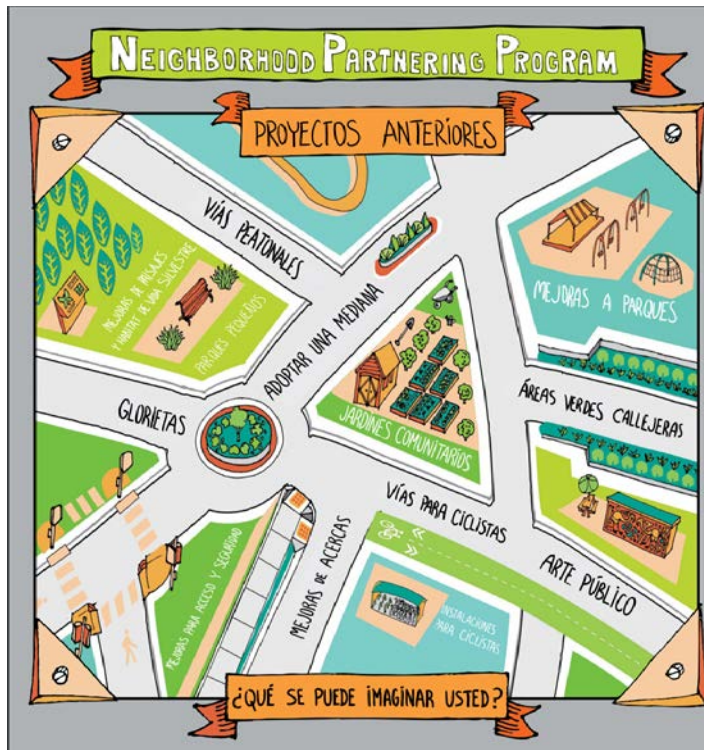 NEIGHBORHOOD PARTNERING PROGRAM
PROYECTOS ANTERIORES
VÍAS PEATONALES
MEJORAS DE PAISAJES
Y HÁBITAT DE VIDA SILVESTRE
PARQUES PEQUEÑOS
ADOPTAR UNA MEDIANA
MEJORAS A PARQUES
GLORIETAS
JARDINES COMUNITARIOS
ÁREAS VERDES CALLEJERAS
VÍAS PARA CICLISTAS
ARTE PÚBLICO
MEJORAS PARA ACCESO Y SEGURIDAD
MEJORAS DE ACERCAS
INSTALACIONES
PARA CICLISTAS
¿QUÉ SE PUEDE IMAGINAR USTED?